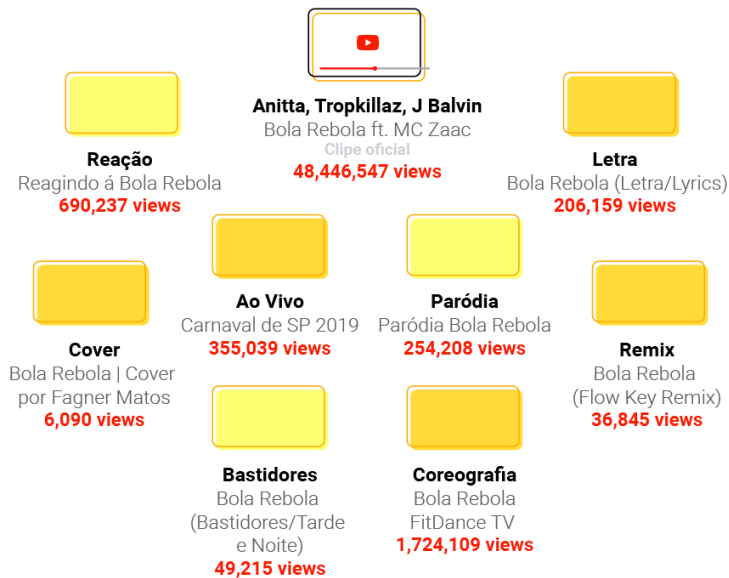 Anitta, Tropkillaz, J Balvin
Bola Rebola ft. MC Zaac
Clipe oficial
48,446,547 views
Reação
Reagindo á Bola Rebola
690,237 views
Letra
Bola Rebola (Letra/Lyrics)
206,159 views
Ao Vivo
Carnaval de SP 2019
355,039 views
Paródia
Paródia Bola Rebola
254,208 views
Cover
Bola Rebola | Cover
por Fagner Matos
6,090 views
Remix
Bola Rebola
(Flow Key Remix)
36,845 views
Bastidores
Bola Rebola
(Bastidores/Tarde
e Noite)
49,215 views
Coreografia
Bola Rebola
FitDance TV
1,724,109 views